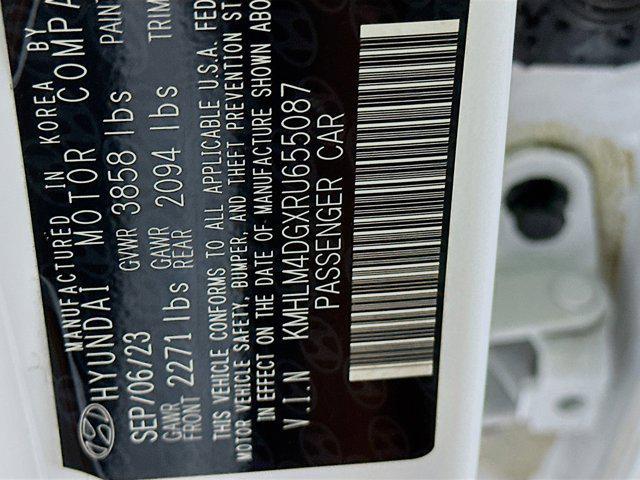 MANUFACTURED IN KOREA BY
HYUNDAI MOTOR COMPA
SEP/06/23 GVWR 3858 lbs PAIN
GAWR FRONT 2271 lbs GAWR REAR 2094 lbs TRIM
THIS VEHICLE CONFORMS TO ALL APPLICABLE U.S.A. FED
MOTOR VEHICLE SAFETY, BUMPER, AND THEFT PREVENTION ST
IN EFFECT ON THE DATE OF MANUFACTURE SHOWN ABO
V.I.N KMHLM4DGXRU655087
PASSENGER CAR